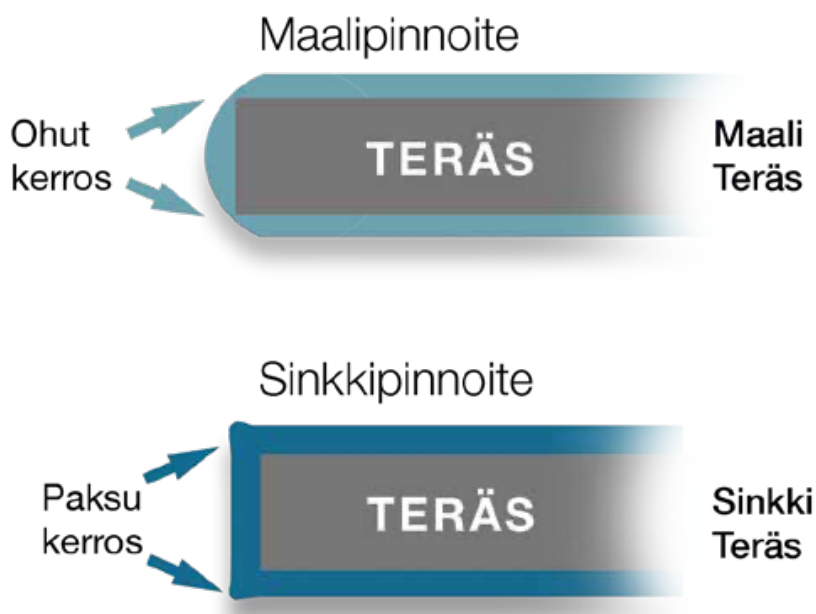 Maalipinnoite
Ohut
kerros
TERÄS
Maali
Teräs
Sinkkipinnoite
Paksu
kerros
TERÄS
Sinkki
Teräs